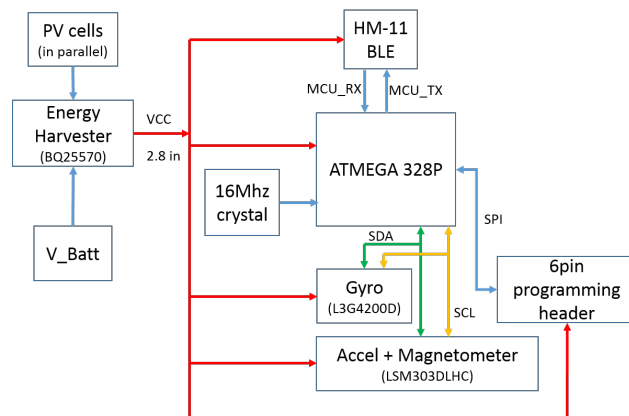 PV cells
(in parallel)
HM-11
BLE
MCU_RX
MCU_TX
Energy
Harvester
(BQ25570)
VCC
2.8 in
ATMEGA 328P
16Mhz
crystal
V_Batt
SDA
SPI
Gyro
(L3G4200D)
SCL
6pin
programming
header
Accel + Magnetometer
(LSM303DLHC)